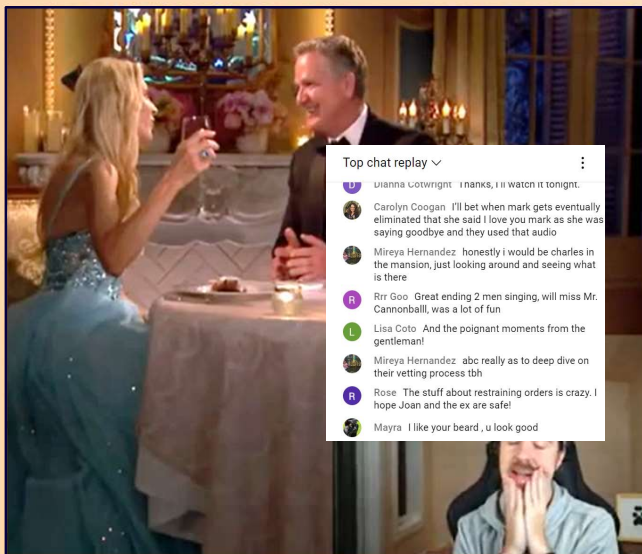 Top chat replay
D Dianna Cotwright Thanks, I'll watch it tonight.
Carolyn Coogan I'll bet when mark gets eventually
eliminated that she said I love you mark as she was
saying goodbye and they used that audio
Mireya Hernandez honestly i would be charles in
the mansion, just looking around and seeing what
is there
R Rrr Goo Great ending 2 men singing, will miss Mr.
Cannonballl, was a lot of fun
L Lisa Coto And the poignant moments from the
gentleman!
Mireya Hernandez abc really as to deep dive on
their vetting process tbh
R Rose The stuff about restraining orders is crazy. I
hope Joan and the ex are safe!
Mayra I like your beard , u look good